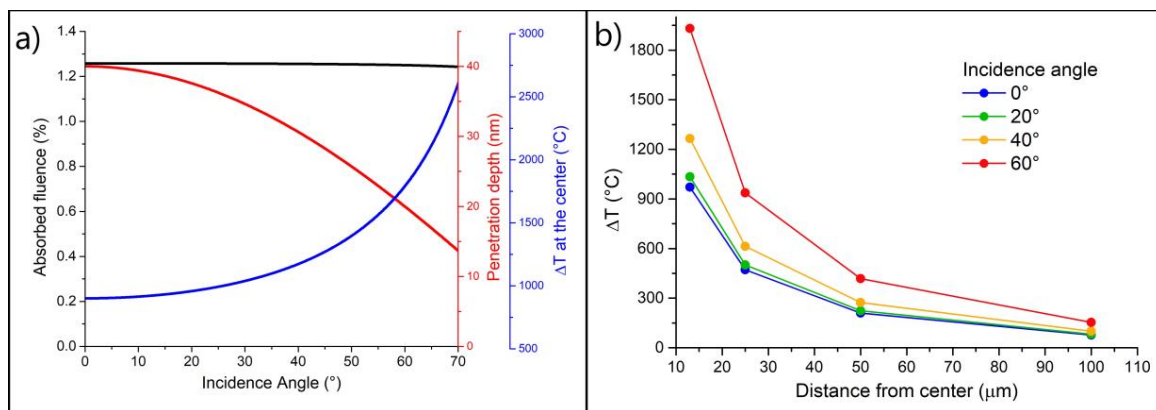 a)
1.4
1.2
1.0
0.8
0.6
0.4
0.2
0.0
Absorbed fluence (%)
0 10 20 30 40 50 60 70
Incidence Angle (°)
40
30
20
10
0
Penetration depth (nm)
3000
2500
2000
1500
1000
500
ΔT at the center (°C)
b)
1800
1500
1200
900
600
300
0
ΔT (°C)
Incidence angle
0°
20°
40°
60°
10 20 30 40 50 60 70 80 90 100 110
Distance from center (μm)